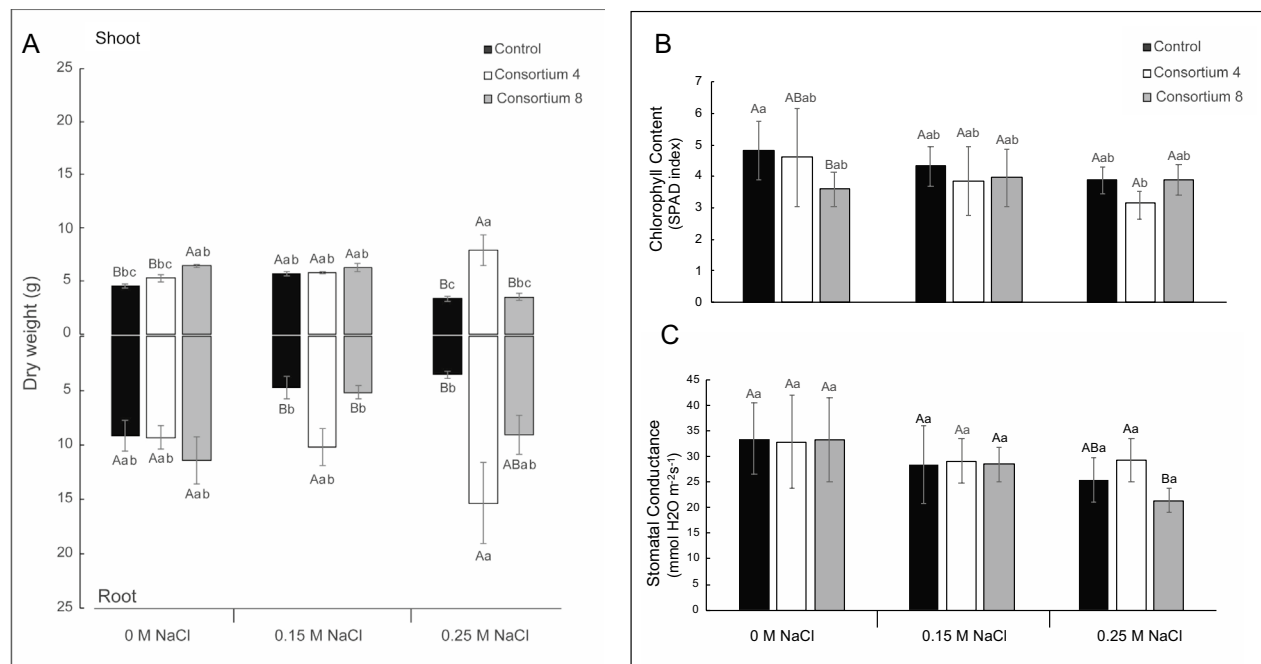 A
Shoot
Control
Consortium 4
Consortium 8
25
20
15
10
5
0
5
10
15
20
25
Dry weight (g)
Bbc Bbc Aab
Aab Aab Aab
Bc Aa Bbc
Aab Aab Aab
Bb Aab Bb
Bb Aa ABab
Root
0 M NaCl 0.15 M NaCl 0.25 M NaCl
B
Control
Consortium 4
Consortium 8
Chlorophyll Content
(SPAD index)
7
6
5
4
3
2
1
0
Aa ABab Bab
Aab Aab Aab
Aab Ab Aab
C
Stomatal Conductance
(mmol H2O m-2s-1)
45
40
35
30
25
20
15
10
5
0
Aa Aa Aa
Aa Aa Aa
ABa Aa Ba
0 M NaCl 0.15 M NaCl 0.25 M NaCl